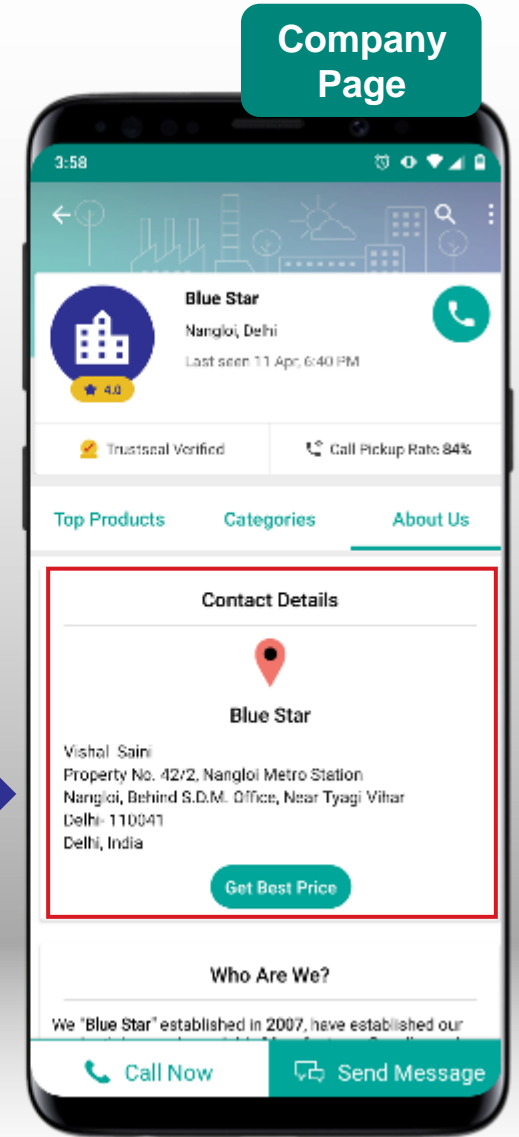 Company
Page
3:58
Blue Star
Nangloi, Delhi
Last seen 11 Apr, 6:40 PM
4.0
Trustseal Verified
Call Pickup Rate 84%
Top Products
Categories
About Us
Contact Details
Blue Star
Vishal Saini
Property No. 42/2, Nangloi Metro Station
Nangloi, Behind S.D.M. Office, Near Tyagi Vihar
Delhi- 110041
Delhi, India
Get Best Price
Who Are We?
We "Blue Star" established in 2007, have established our
Call Now
Send Message